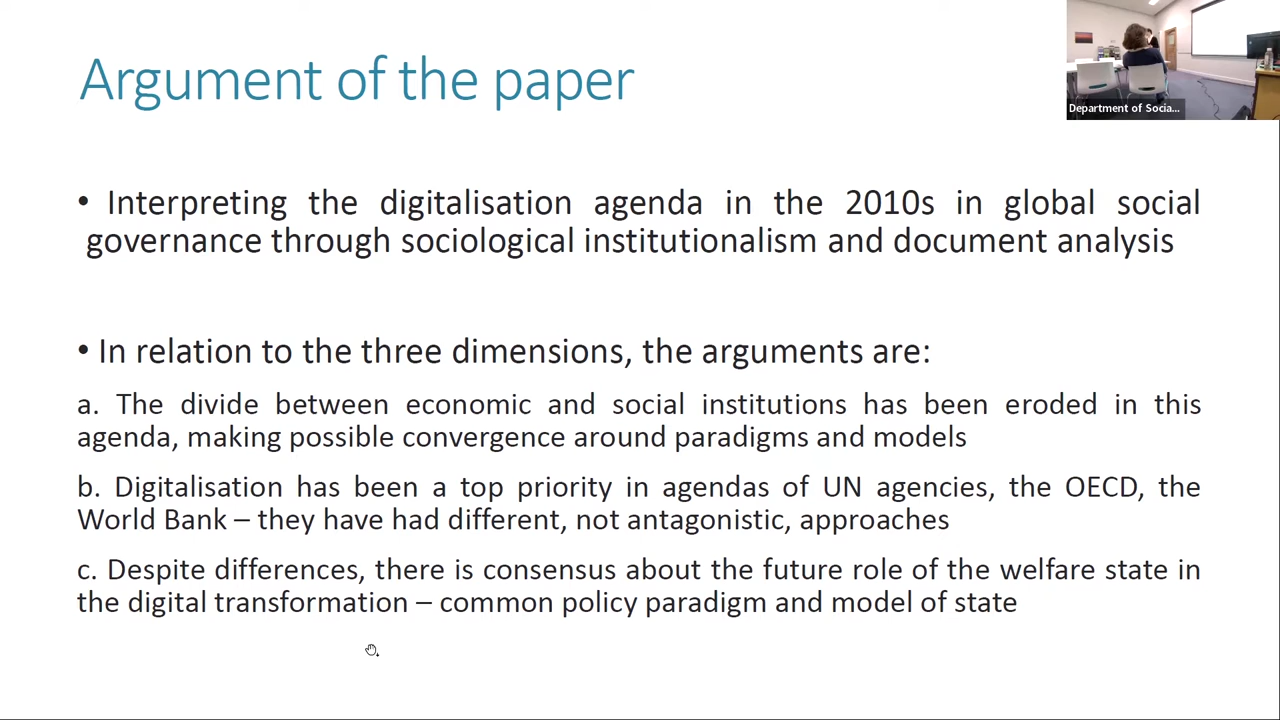 Argument of the paper
Department of Socia...
• Interpreting the digitalisation agenda in the 2010s in global social
governance through sociological institutionalism and document analysis
• In relation to the three dimensions, the arguments are:
a. The divide between economic and social institutions has been eroded in this
agenda, making possible convergence around paradigms and models
b. Digitalisation has been a top priority in agendas of UN agencies, the OECD, the
World Bank – they have had different, not antagonistic, approaches
c. Despite differences, there is consensus about the future role of the welfare state in
the digital transformation – common policy paradigm and model of state